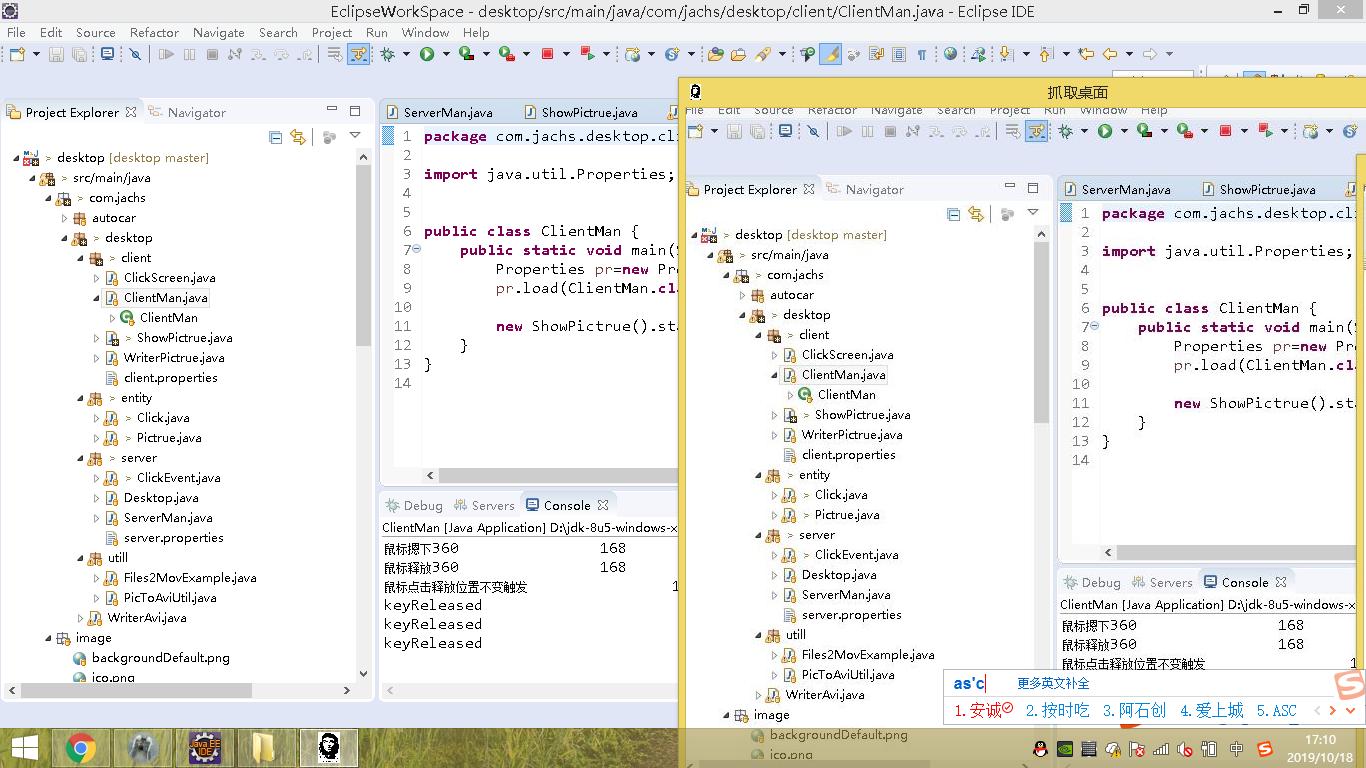 EclipseWorkSpace - desktop/src/main/java/com/jachs/desktop/client/ClientMan.java - Eclipse IDE
File Edit Source Refactor Navigate Search Project Run Window Help
Project Explorer
Navigator
desktop [desktop master]
src/main/java
com.jachs
autocar
desktop
client
ClickScreen.java
ClientMan.java
ClientMan
ShowPictrue.java
WriterPictrue.java
client.properties
entity
Click.java
Pictrue.java
server
ClickEvent.java
Desktop.java
ServerMan.java
server.properties
utill
Files2MovExample.java
PicToAviUtil.java
WriterAvi.java
image
backgroundDefault.png
ico.png
ServerMan.java
ShowPictrue.java
1 package com.jachs.desktop.cli
2
3 import java.util.Properties;
4
5
6 public class ClientMan {
7 public static void main(S
8 Properties pr=new Pro
9 pr.load(ClientMan.cla
10
11 new ShowPictrue().sta
12 }
13 }
14
Debug Servers Console
ClientMan [Java Application] D:\jdk-8u5-windows-x
鼠标摁下360 168
鼠标释放360 168
鼠标点击释放位置不变触发 1
keyReleased
keyReleased
keyReleased
抓取桌面
File Edit Source Refactor Navigate Search Project Run Window Help
Project Explorer
Navigator
desktop [desktop master]
src/main/java
com.jachs
autocar
desktop
client
ClickScreen.java
ClientMan.java
ClientMan
ShowPictrue.java
WriterPictrue.java
client.properties
entity
Click.java
Pictrue.java
server
ClickEvent.java
Desktop.java
ServerMan.java
server.properties
utill
Files2MovExample.java
PicToAviUtil.java
WriterAvi.java
image
backgroundDefault.png
ico.png
ServerMan.java
ShowPictrue.java
1 package com.jachs.desktop.cli
2
3 import java.util.Properties;
4
5
6 public class ClientMan {
7 public static void main(S
8 Properties pr=new Pro
9 pr.load(ClientMan.cla
10
11 new ShowPictrue().sta
12 }
13 }
14
Debug Servers Console
ClientMan [Java Application] D:\jdk-8u5-windows-x
鼠标摁下360 168
鼠标释放360 168
鼠标点击释放位置不变触发 1
as'c 更多英文补全
1.安诚 2.按时吃 3.阿石创 4.爱上城 5.ASC
Java EE
IDE
中
17:10
2019/10/18